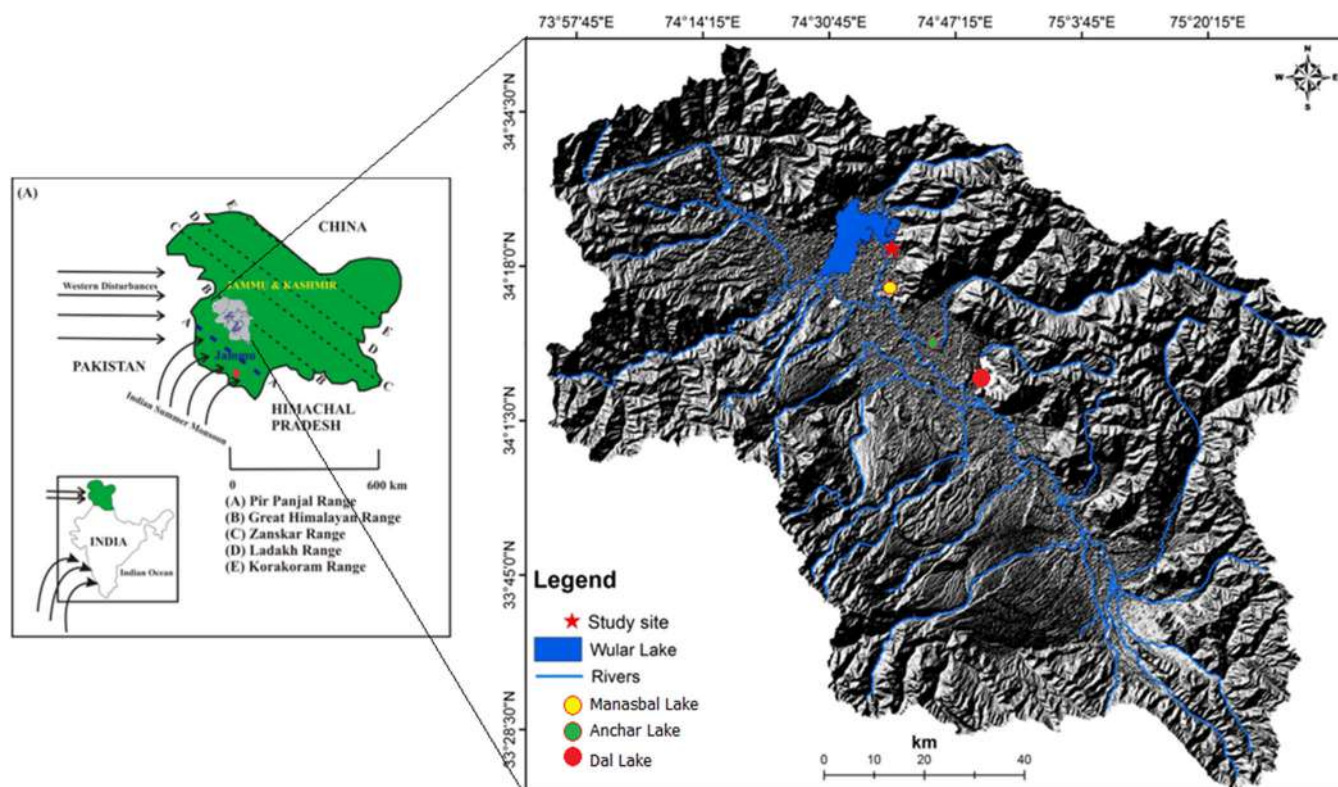 (A)
CHINA
E
D
C
Western Disturbances
JAMMU & KASHMIR
B
A
E
D
PAKISTAN
Jammu
A
B
C
Indian Summer Monsoon
HIMACHAL
PRADESH
0 600 km
(A) Pir Panjal Range
(B) Great Himalayan Range
(C) Zanskar Range
(D) Ladakh Range
(E) Korakoram Range
INDIA
Indian Ocean
73°57'45"E 74°14'15"E 74°30'45"E 74°47'15"E 75°3'45"E 75°20'15"E
N
W E
S
34°34'30"N
34°18'0"N
34°1'30"N
33°45'0"N
33°28'30"N
Legend
Study site
Wular Lake
Rivers
Manasbal Lake
Anchar Lake
Dal Lake
km
0 10 20 40